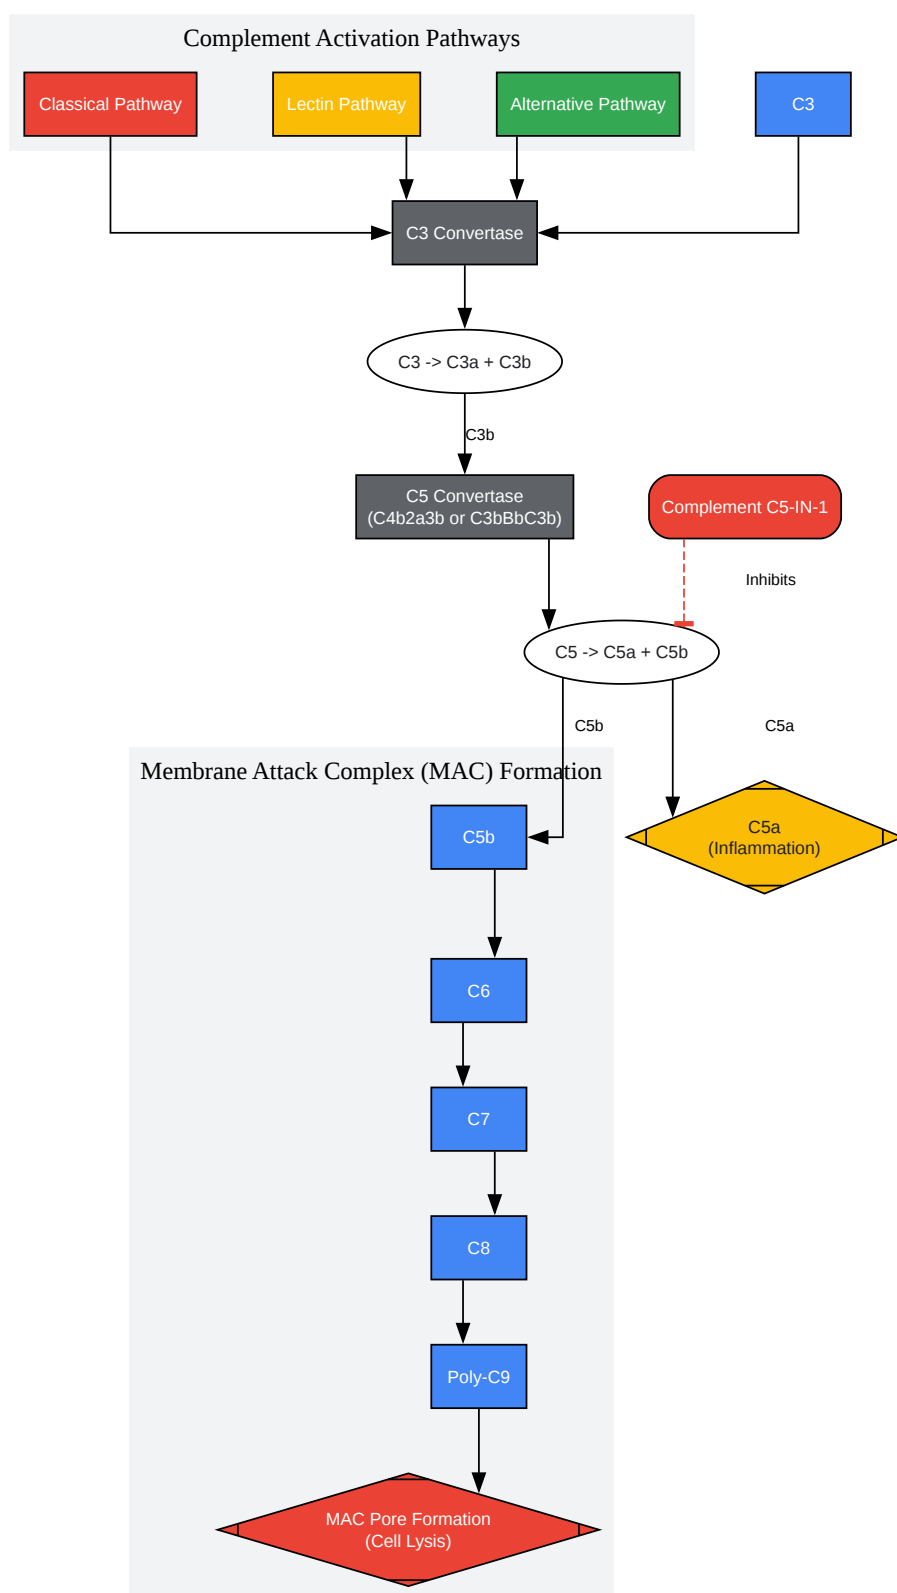 Complement Activation Pathways
Classical Pathway
Lectin Pathway
Alternative Pathway
C3
C3 Convertase
C3 -> C3a + C3b
C3b
C5 Convertase
(C4b2a3b or C3bBbC3b)
Complement C5-IN-1
Inhibits
C5 -> C5a + C5b
C5b
C5a
Membrane Attack Complex (MAC) Formation
C5b
C5a
(Inflammation)
C6
C7
C8
Poly-C9
MAC Pore Formation
(Cell Lysis)